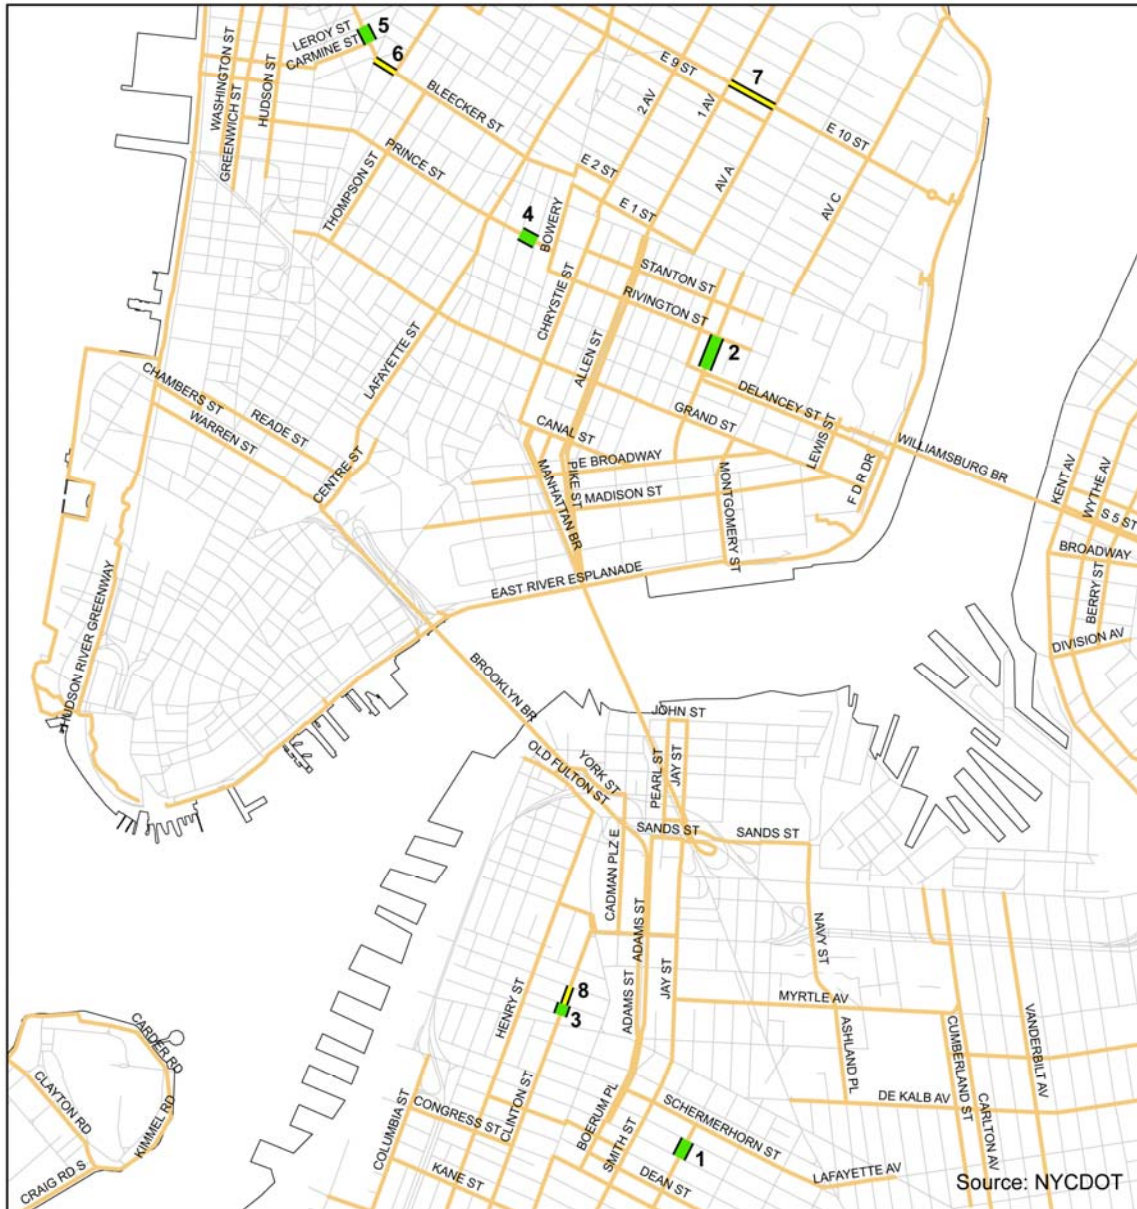 LEROY ST
5
CARMINE ST
6
WASHINGTON ST
GREENWICH ST
HUDSON ST
BLEECKER ST
E 9 ST
7
2 AV
1 AV
E 10 ST
PRINCE ST
THOMPSON ST
E 2 ST
AV A
AV C
4
BOWERY
E 1 ST
STANTON ST
CHRYSTIE ST
RIVINGTON ST
2
LAFAYETTE ST
ALLEN ST
CHAMBERS ST
READE ST
WARREN ST
DELANCEY ST
GRAND ST
LEWIS ST
CANAL ST
WILLIAMSBURG BR
CENTRE ST
E BROADWAY
MANHATTAN BR
PIKE ST
MADISON ST
MONTGOMERY ST
F D R DR
KENT AV
WYTHE AV
S 5 ST
BROADWAY
BERRY ST
DIVISION AV
EAST RIVER ESPLANADE
HUDSON RIVER GREENWAY
BROOKLYN BR
JOHN ST
YORK ST
OLD FULTON ST
PEARL ST
JAY ST
SANDS ST
SANDS ST
CADMAN PLZ E
ADAMS ST
NAVY ST
HENRY ST
ADAMS ST
JAY ST
8
3
MYRTLE AV
ASHLAND PL
CUMBERLAND ST
VANDERBILT AV
CARDER RD
CLAYTON RD
KIMMEL RD
CRAIG RD S
CLINTON ST
COLUMBIA ST
CONGRESS ST
BOERUM PL
SMITH ST
SCHERMERHORN ST
DE KALB AV
CARLTON AV
1
KANE ST
DEAN ST
LAFAYETTE AV
Source: NYCDOT